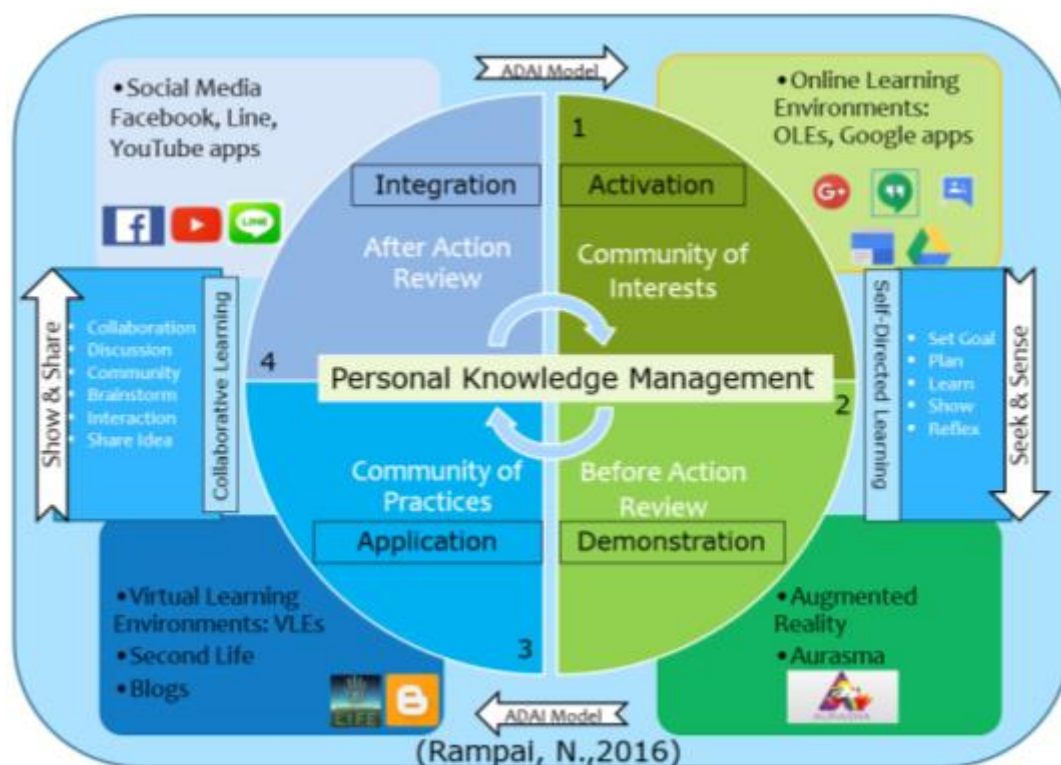 ADAI Model
•Social Media
Facebook, Line,
YouTube apps
LINE
•Online Learning
Environments:
OLEs, Google apps
G+
1
Integration
Activation
After Action
Review
Community of
Interests
4
Personal Knowledge Management
2
Show & Share
• Collaboration
• Discussion
• Community
• Brainstorm
• Interaction
• Share Idea
Collaborative Learning
Self-Directed Learning
• Set Goal
• Plan
• Learn
• Show
• Reflex
Seek & Sense
Community of
Practices
Before Action
Review
Application
Demonstration
3
•Virtual Learning
Environments: VLEs
•Second Life
•Blogs
LIFE
•Augmented
Reality
•Aurasma
AURASMA
ADAI Model
(Rampai, N.,2016)